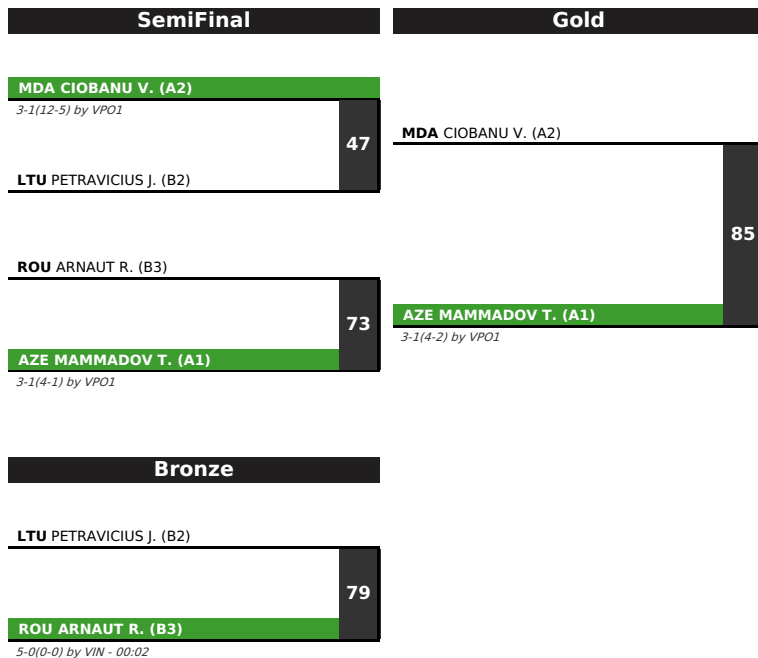 SemiFinal
MDA CIOBANU V. (A2)
3-1(12-5) by VPO1
47
LTU PETRAVICIUS J. (B2)
ROU ARNAUT R. (B3)
73
AZE MAMMADOV T. (A1)
3-1(4-1) by VPO1
Gold
MDA CIOBANU V. (A2)
85
AZE MAMMADOV T. (A1)
3-1(4-2) by VPO1
Bronze
LTU PETRAVICIUS J. (B2)
79
ROU ARNAUT R. (B3)
5-0(0-0) by VIN - 00:02